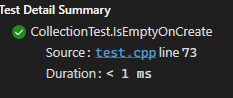 Test Detail Summary
CollectionTest.IsEmptyOnCreate
Source: test.cpp line 73
Duration: < 1 ms